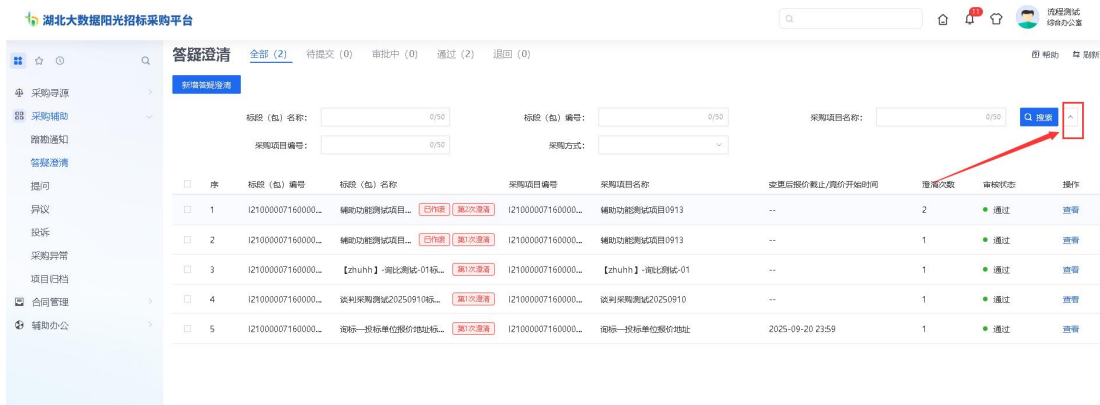 湖北大数据阳光招标采购平台
11
流程测试
综合办公室
答疑澄清 全部（2） 待提交（0） 审批中（0） 通过（2） 退回（0）
帮助 刷新
新增答疑澄清
采购寻源
采购辅助
踏勘通知
答疑澄清
提问
异议
投诉
采购异常
项目归档
合同管理
辅助办公
标段（包）名称： 0/50 标段（包）编号： 0/50 采购项目名称： 0/50 搜索
采购项目编号： 0/50 采购方式：
序 标段（包）编号 标段（包）名称 采购项目编号 采购项目名称 变更后报价截止/竞价开始时间 澄清次数 审核状态 操作
1 I21000007160000... 辅助功能测试项目... 已作废 第2次澄清 I21000007160000... 辅助功能测试项目0913 -- 2 通过 查看
2 I21000007160000... 辅助功能测试项目... 已作废 第1次澄清 I21000007160000... 辅助功能测试项目0913 -- 1 通过 查看
3 I21000007160000... 【zhuhh】-询比测试-01标... 第1次澄清 I21000007160000... 【zhuhh】-询比测试-01 -- 1 通过 查看
4 I21000007160000... 谈判采购测试20250910标... 第1次澄清 I21000007160000... 谈判采购测试20250910 -- 1 通过 查看
5 I21000007160000... 询标—投标单位报价地址标... 第1次澄清 I21000007160000... 询标—投标单位报价地址 2025-09-20 23:59 1 通过 查看